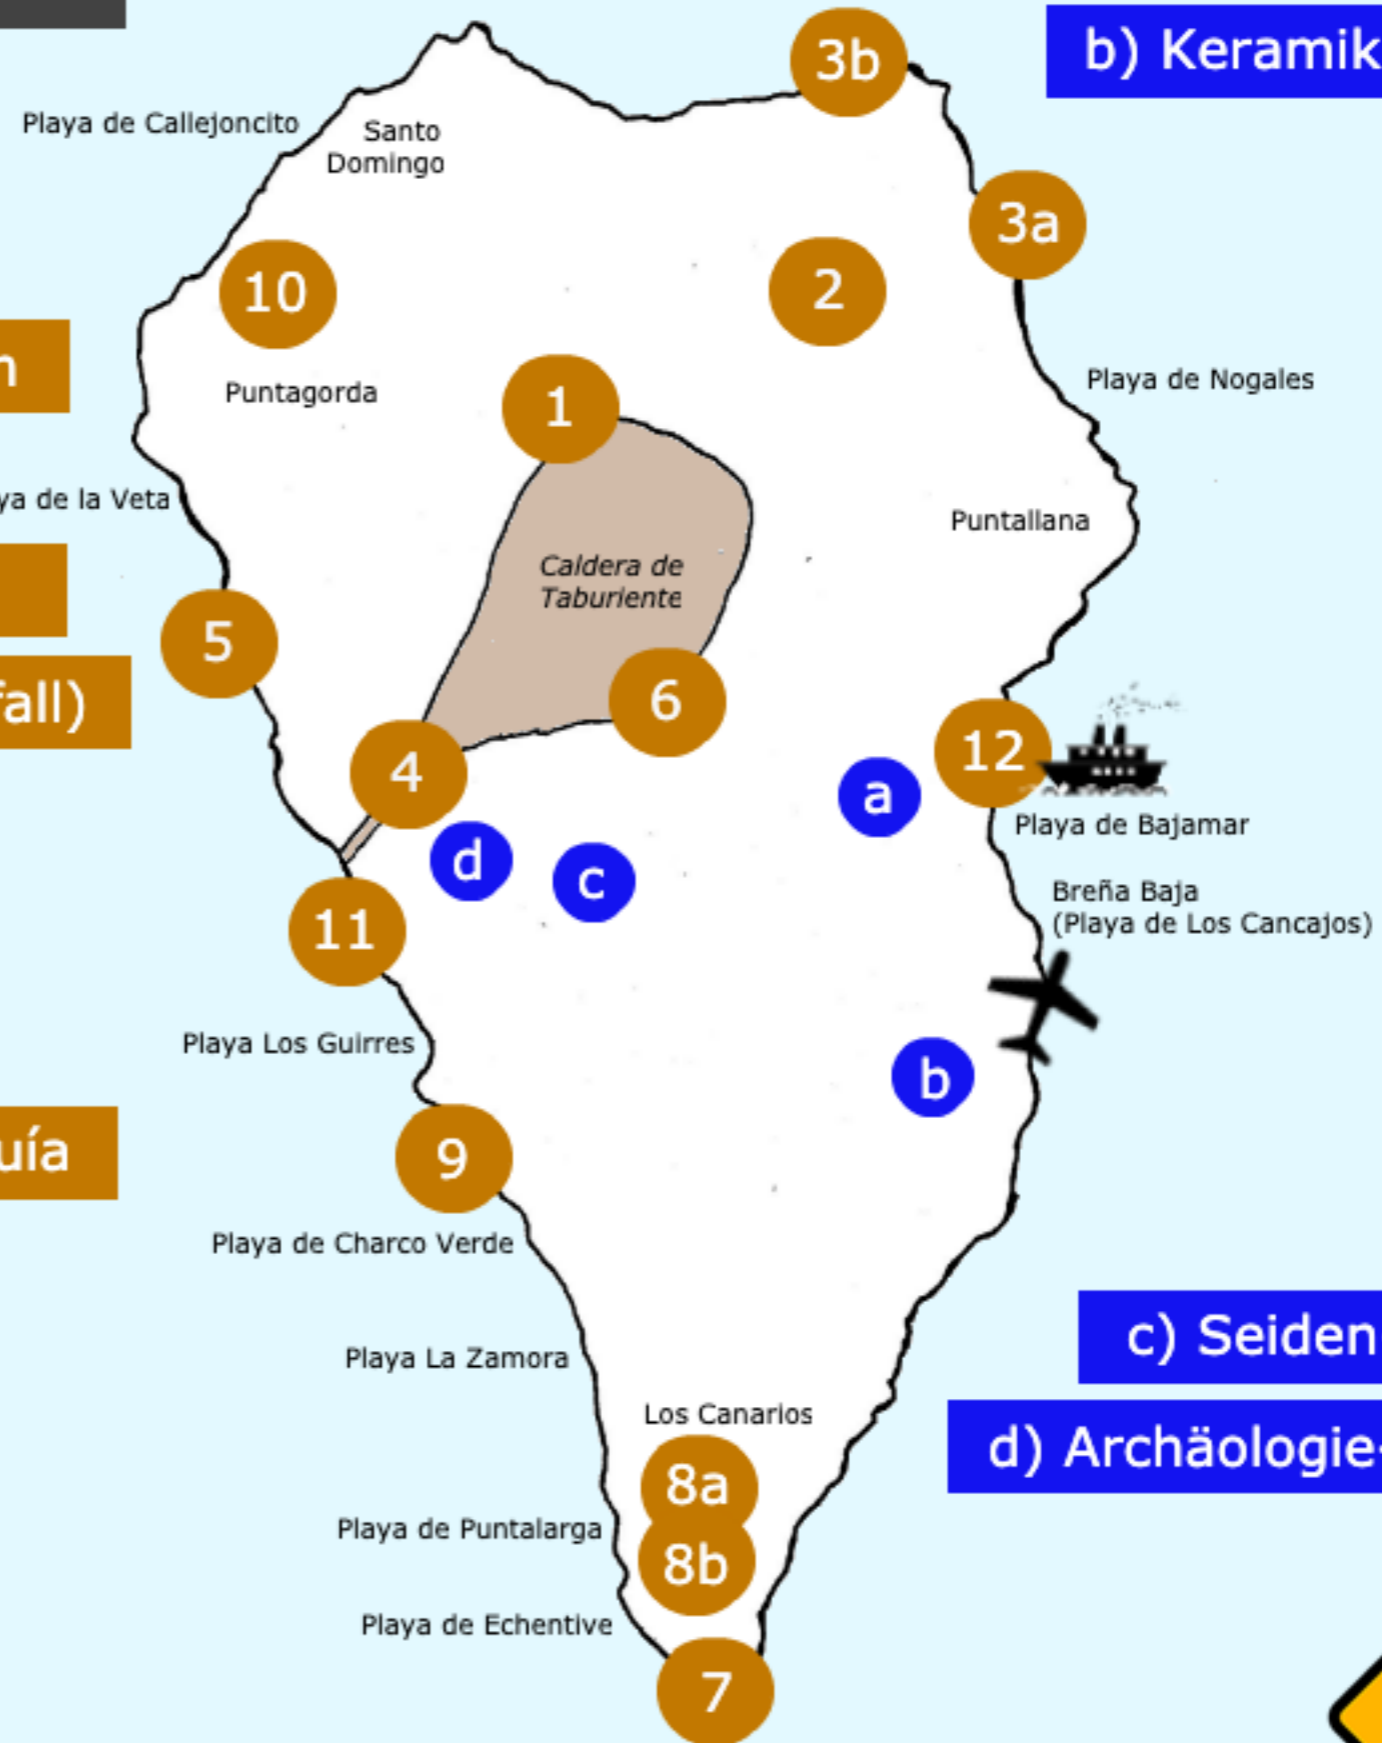 b) Keramik
3b
Playa de Callejoncito
Santo
Domingo
3a
10
2
n
Puntagorda
1
Playa de Nogales
ya de la Veta
Puntallana
Caldera de
Taburiente
5
fall)
6
12
4
a
Playa de Bajamar
d
c
Breña Baja
(Playa de Los Cancajos)
11
Playa Los Guirres
b
9
uía
Playa de Charco Verde
c) Seiden
Playa La Zamora
Los Canarios
d) Archäologie-
8a
Playa de Puntalarga
8b
Playa de Echentive
7